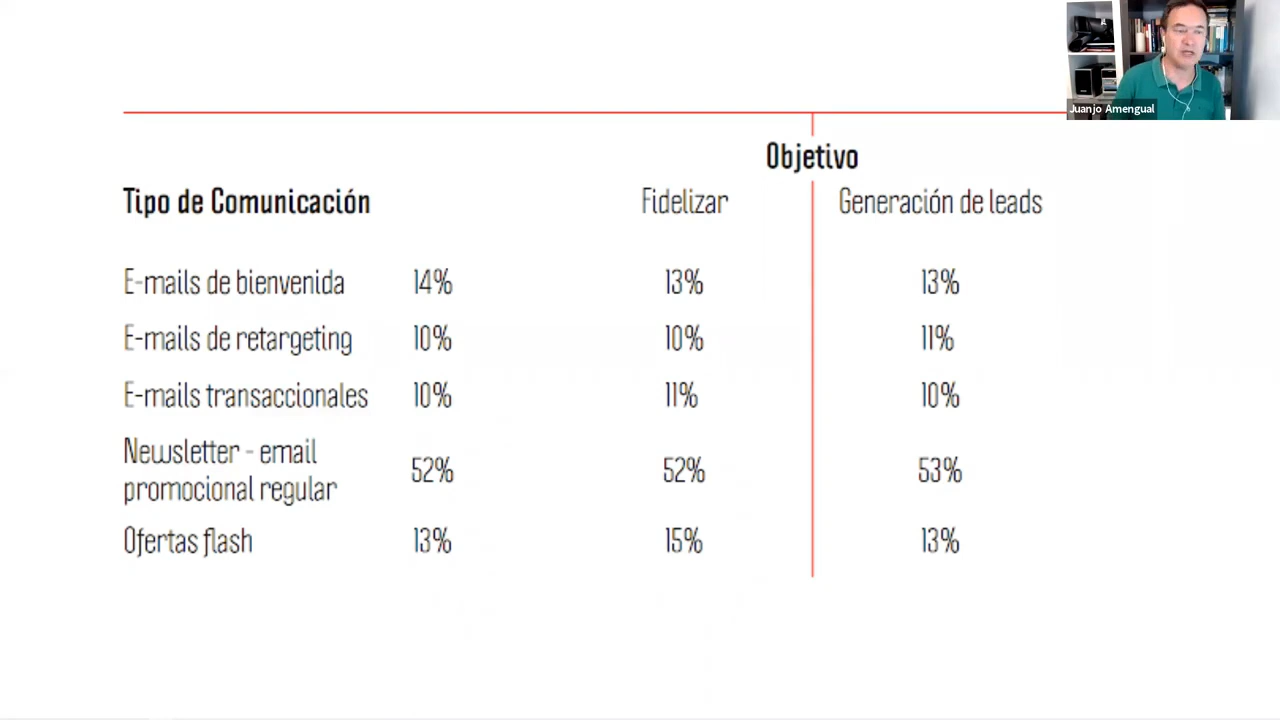 Juanjo Amengual
Objetivo
Tipo de Comunicación Fidelizar Generación de leads
E-mails de bienvenida 14% 13% 13%
E-mails de retargeting 10% 10% 11%
E-mails transaccionales 10% 11% 10%
Newsletter - email
promocional regular 52% 52% 53%
Ofertas flash 13% 15% 13%